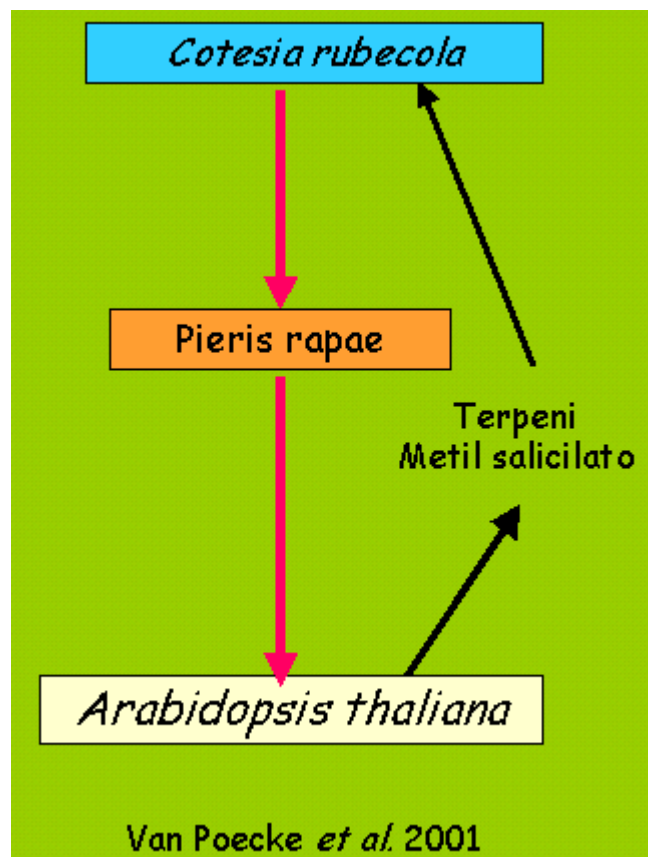 Cotesia rubecola
Pieris rapae
Terpeni
Metil salicilato
Arabidopsis thaliana
Van Poecke et al. 2001